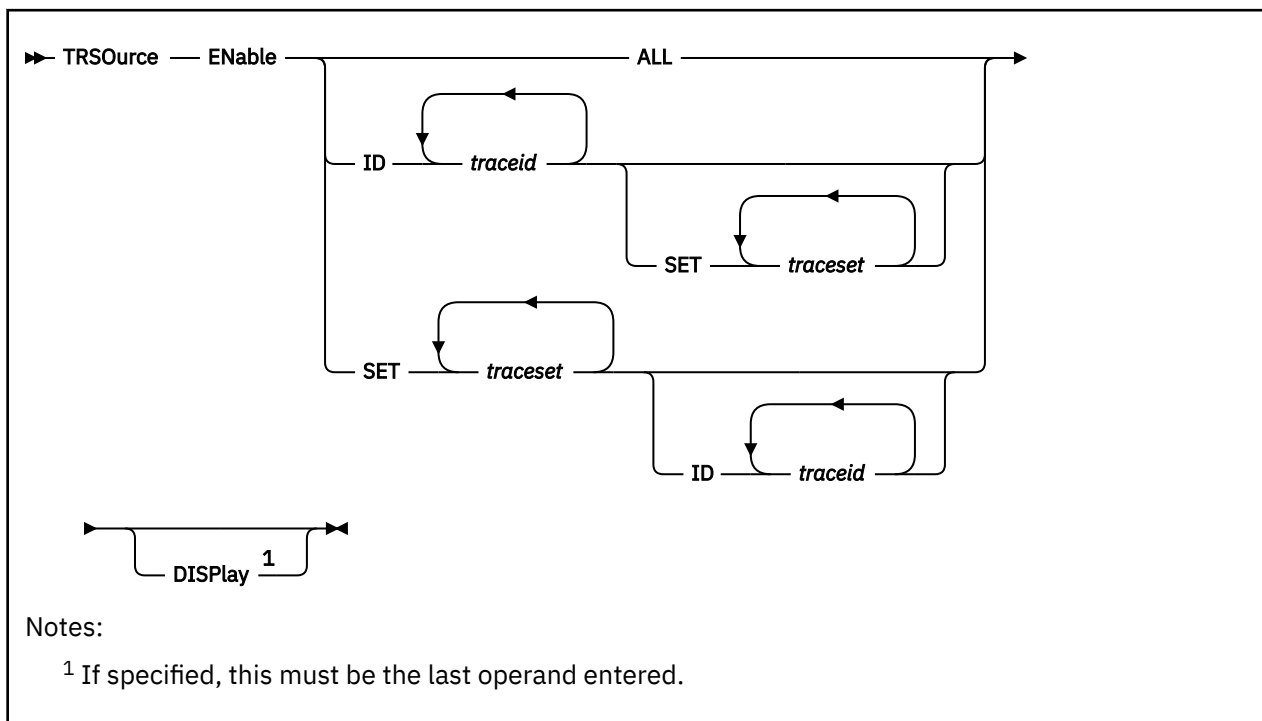 TRSOurce ENable ALL
ID traceid
SET traceset
SET traceset
ID traceid
DISPlay 1
Notes:
1 If specified, this must be the last operand entered.